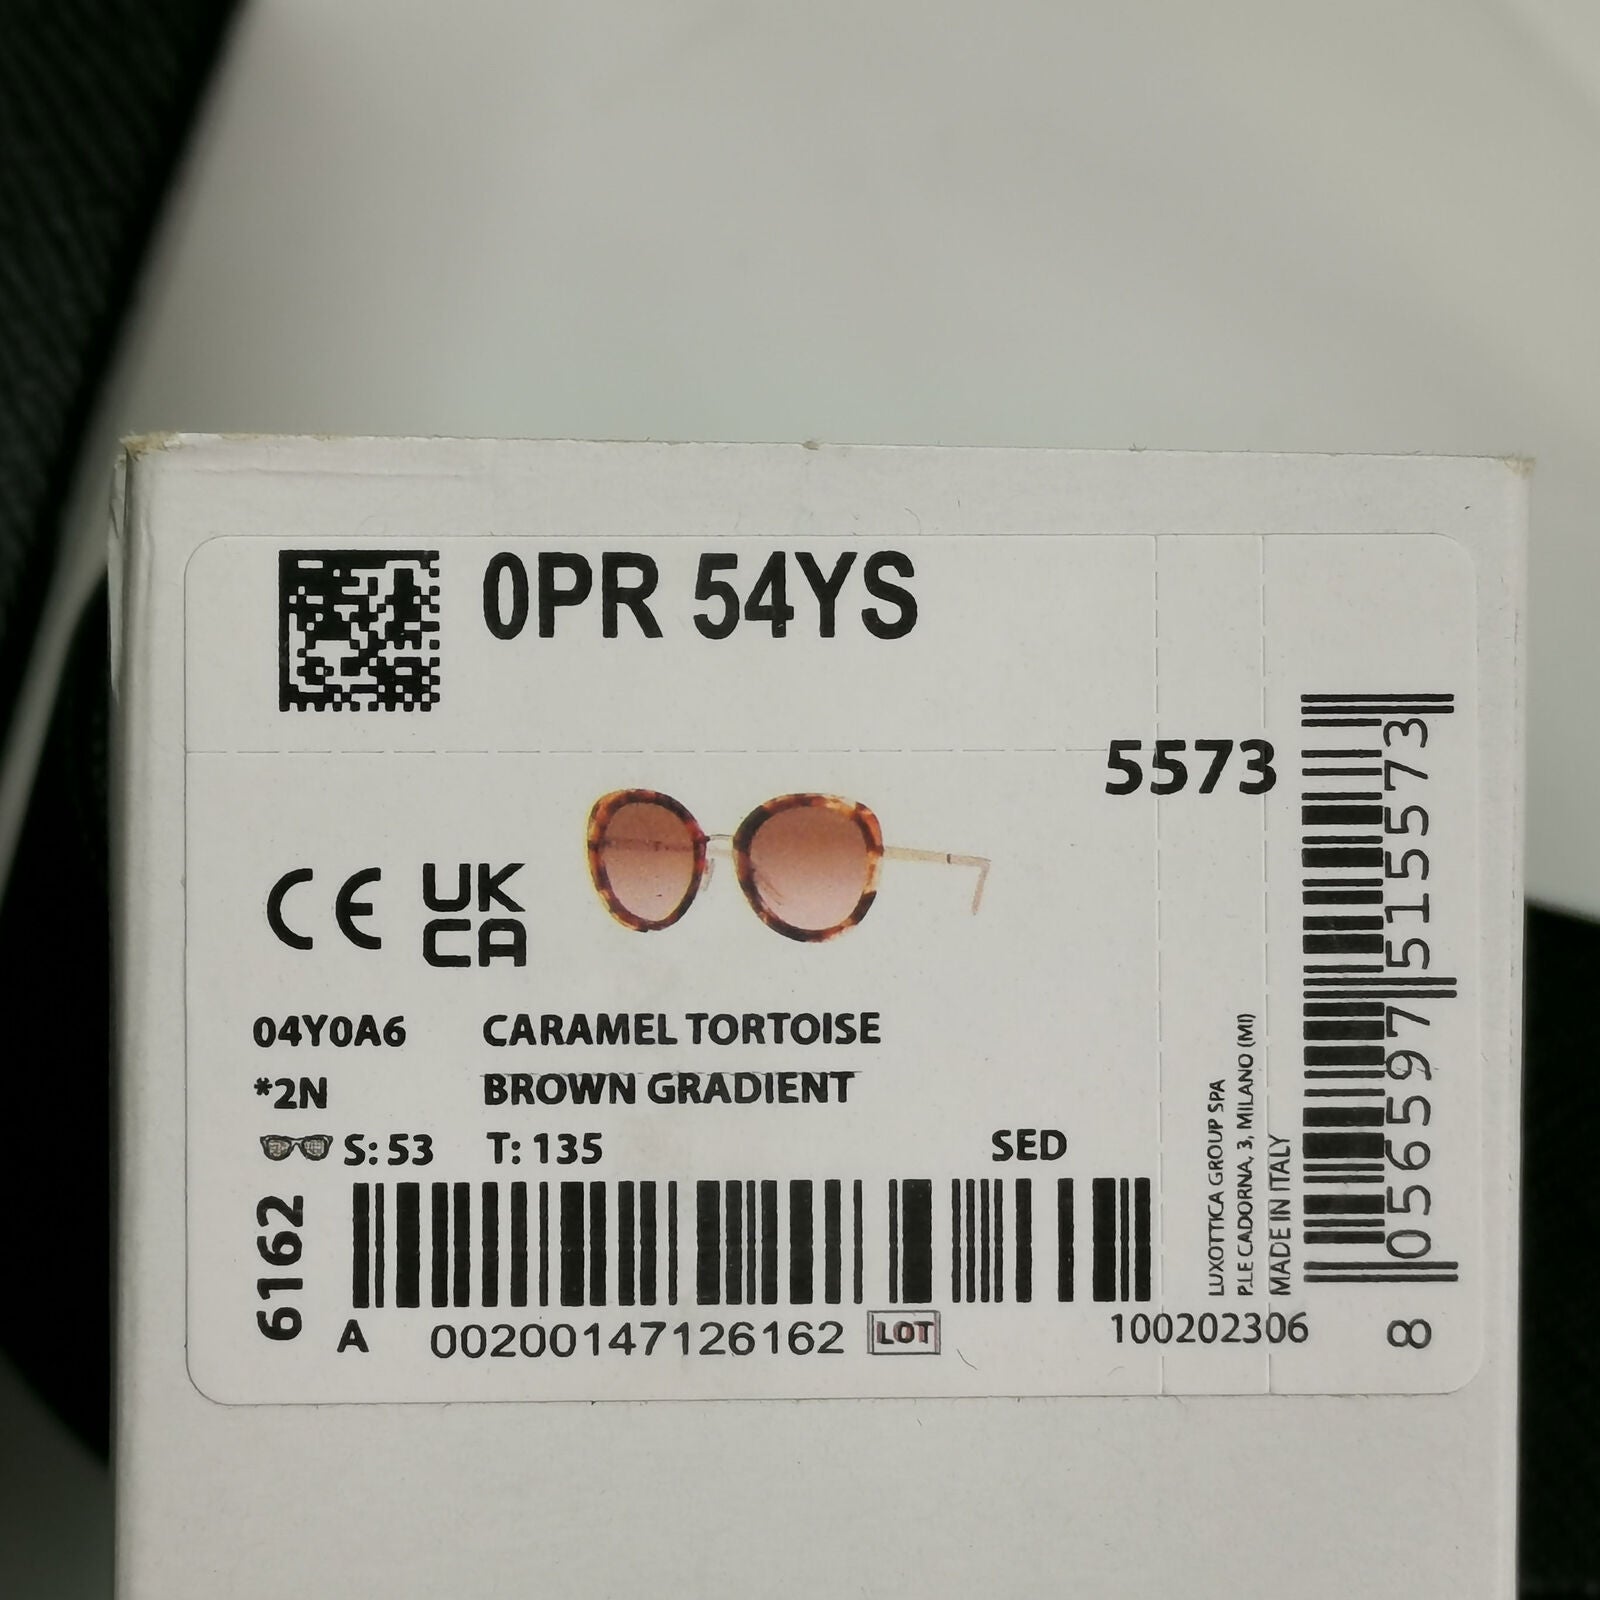 0PR 54YS
5573
CE UK
CA
04Y0A6 CARAMEL TORTOISE
*2N BROWN GRADIENT
S: 53 T: 135 SED
6162
A 00200147126162 LOT 100202306
LUXOTTICA GROUP SPA
P.LE CADORNA, 3, MILANO (MI)
MADE IN ITALY
8 056597 515573